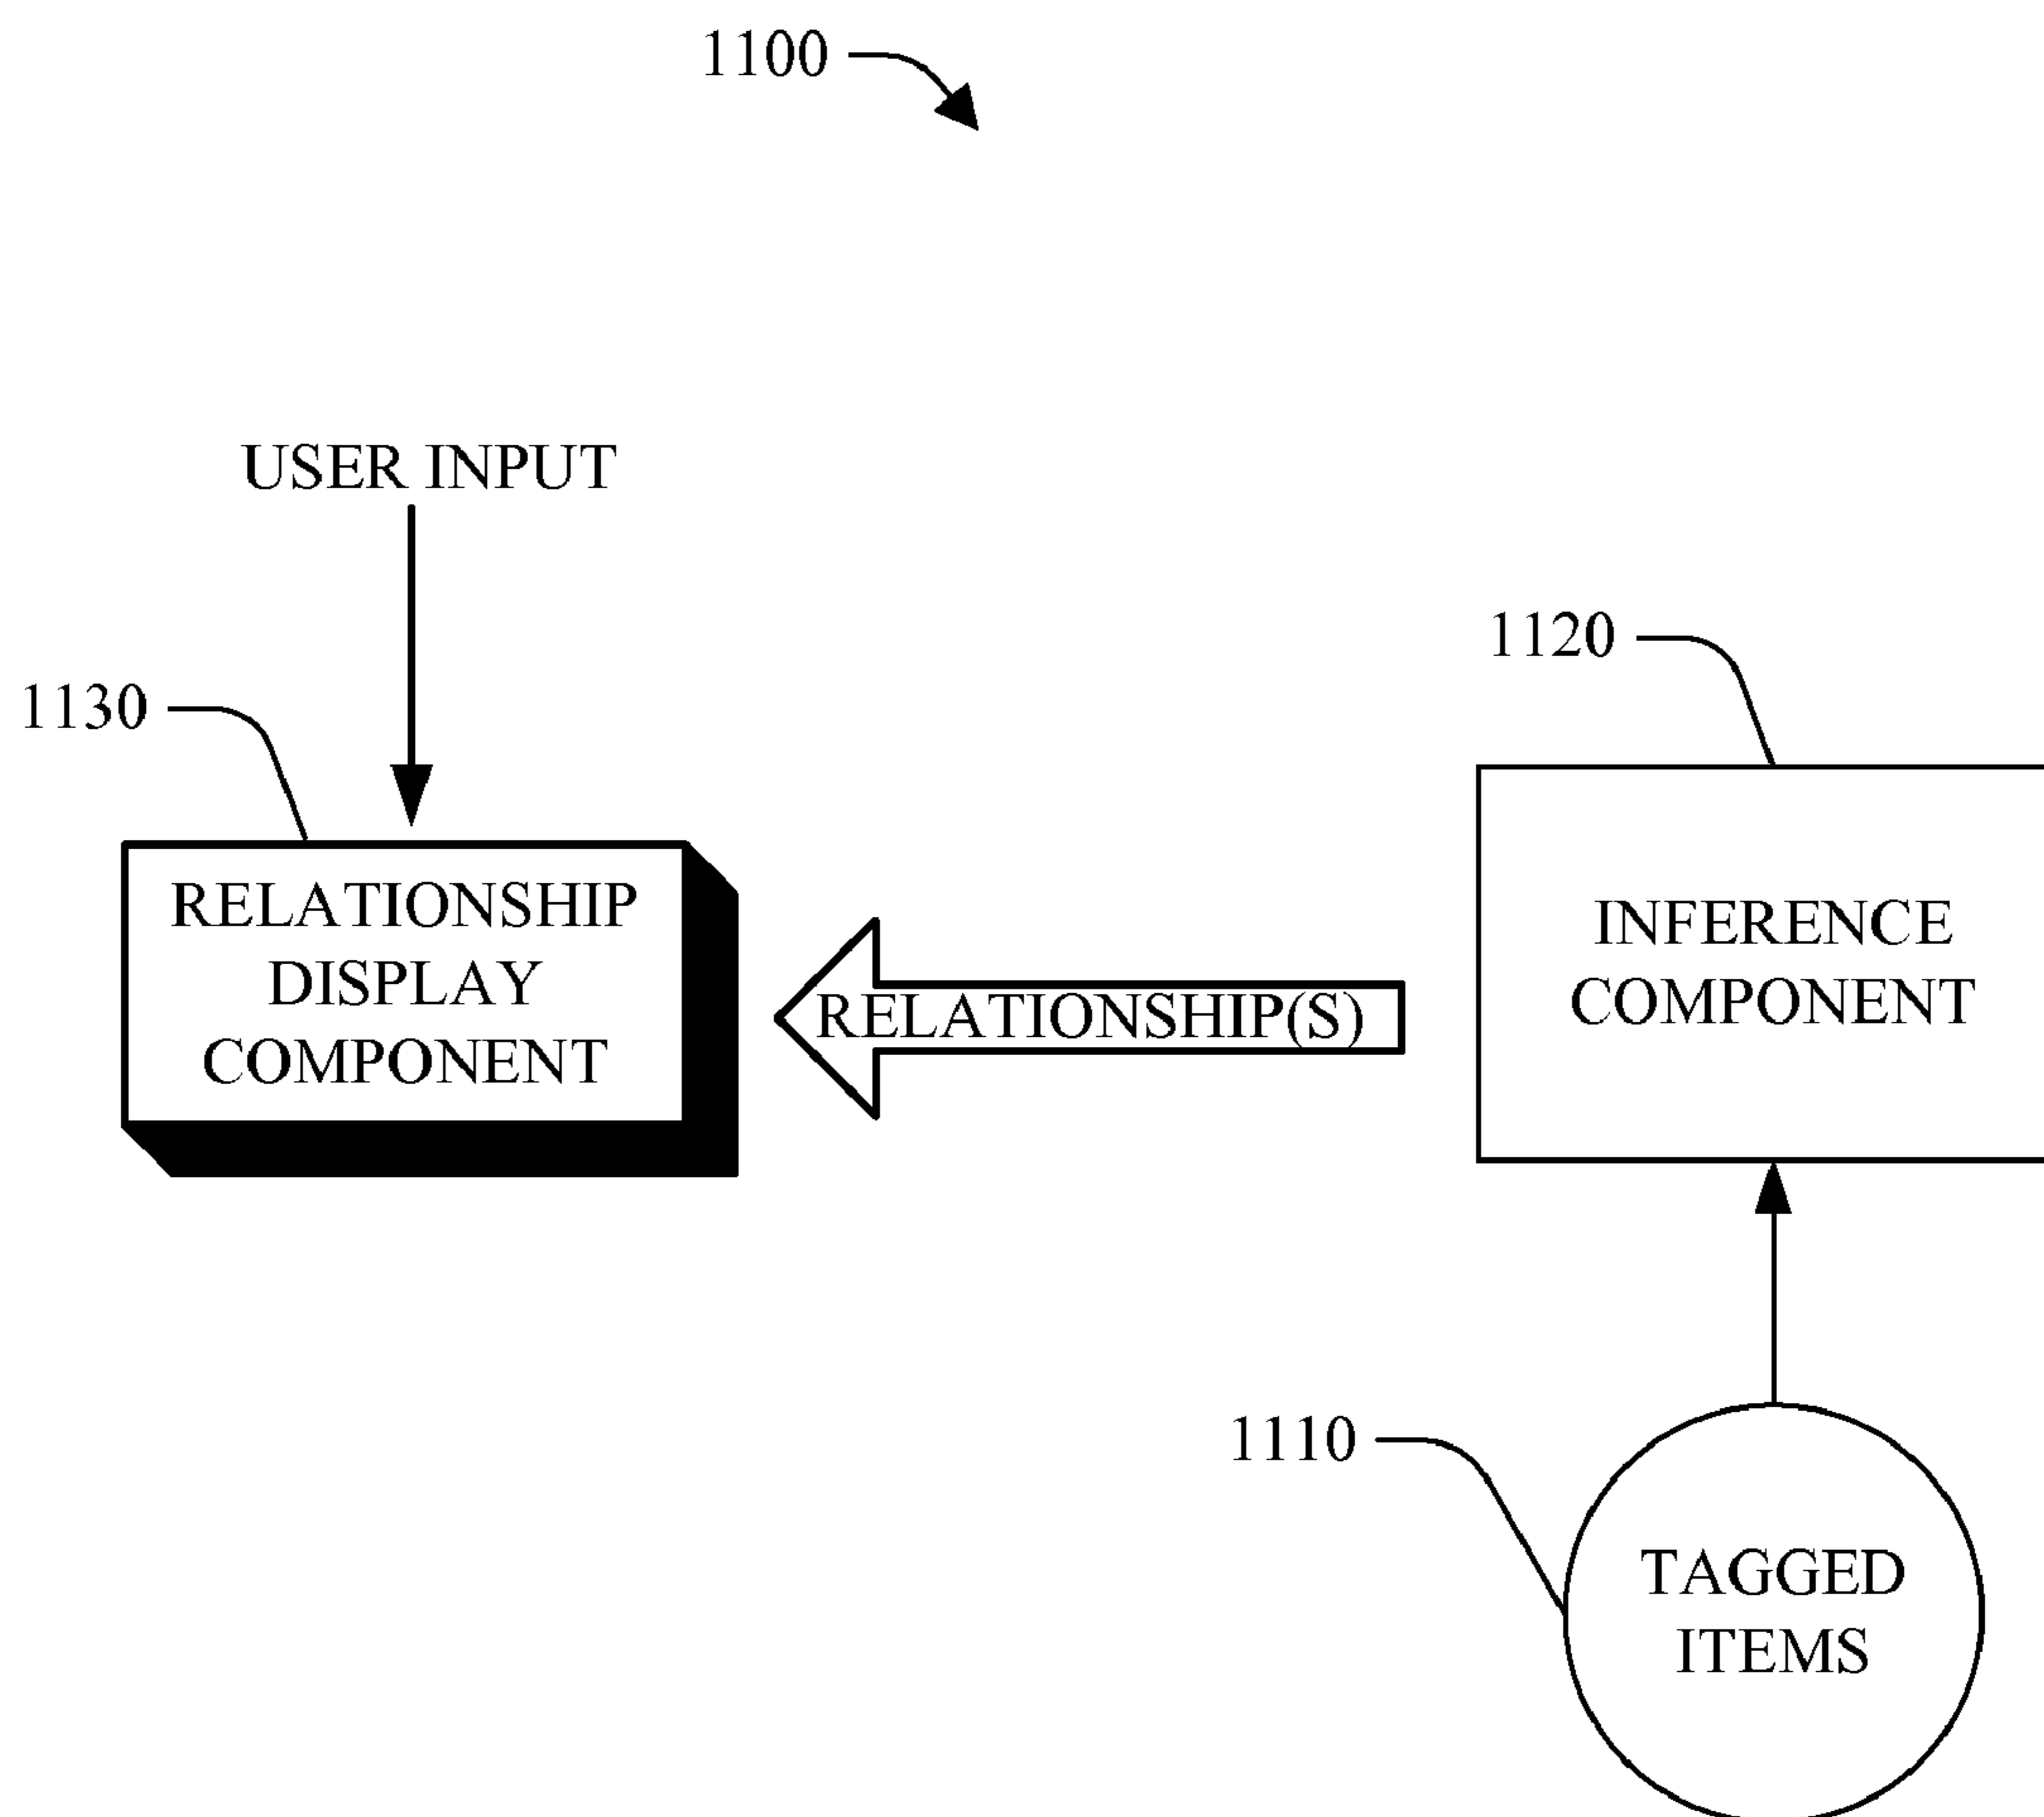 1100
USER INPUT
1120
1130
RELATIONSHIP
DISPLAY
COMPONENT
RELATIONSHIP(S)
INFERENCE
COMPONENT
1110
TAGGED
ITEMS